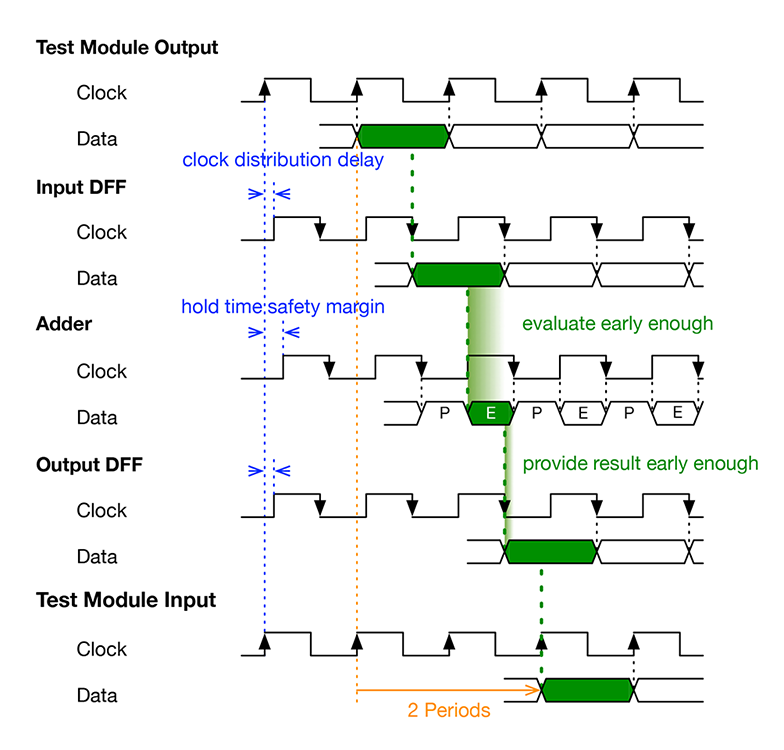 Test Module Output
Clock
Data
clock distribution delay
Input DFF
Clock
Data
hold time safety margin
Adder
evaluate early enough
Clock
Data
P E P E P E
Output DFF
provide result early enough
Clock
Data
Test Module Input
Clock
Data
2 Periods